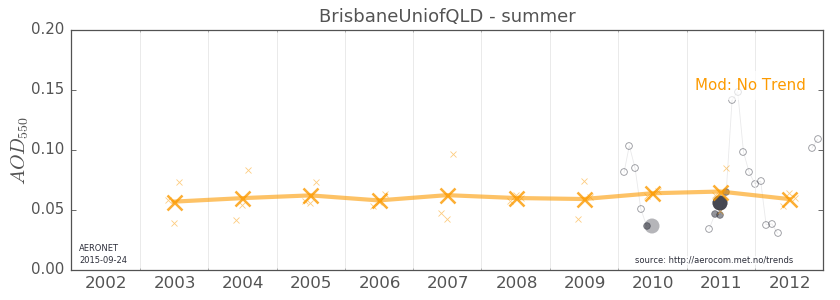 BrisbaneUniofQLD - summer
0.20
0.15
0.10
0.05
0.00
AOD550
Mod: No Trend
AERONET
2015-09-24
source: http://aerocom.met.no/trends
2002 2003 2004 2005 2006 2007 2008 2009 2010 2011 2012